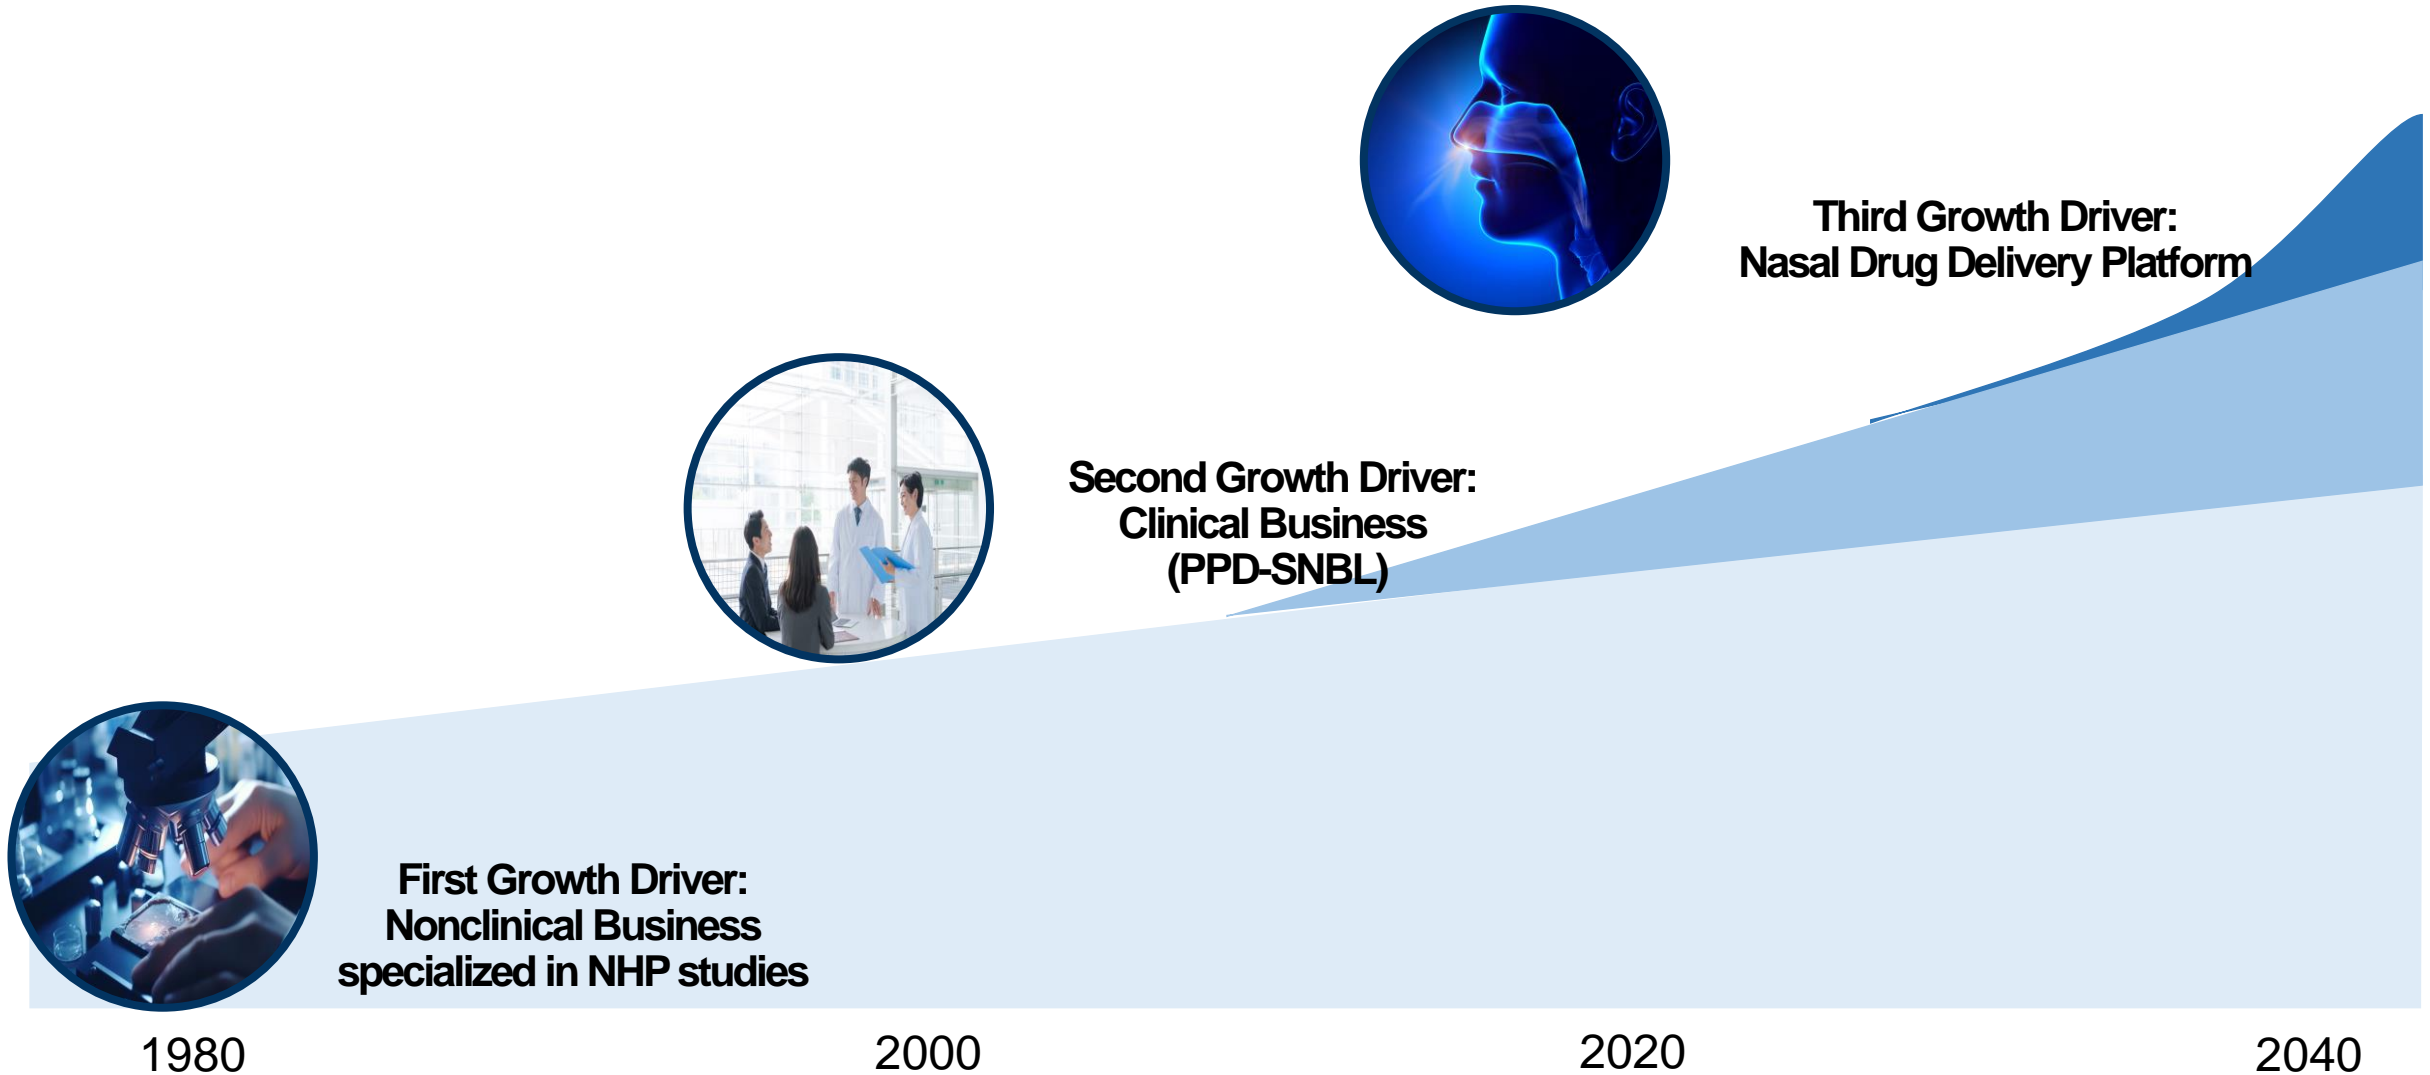 Third Growth Driver:
Nasal Drug Delivery Platform
Second Growth Driver:
Clinical Business
(PPD-SNBL)
First Growth Driver:
Nonclinical Business
specialized in NHP studies
1980
2000
2020
2040